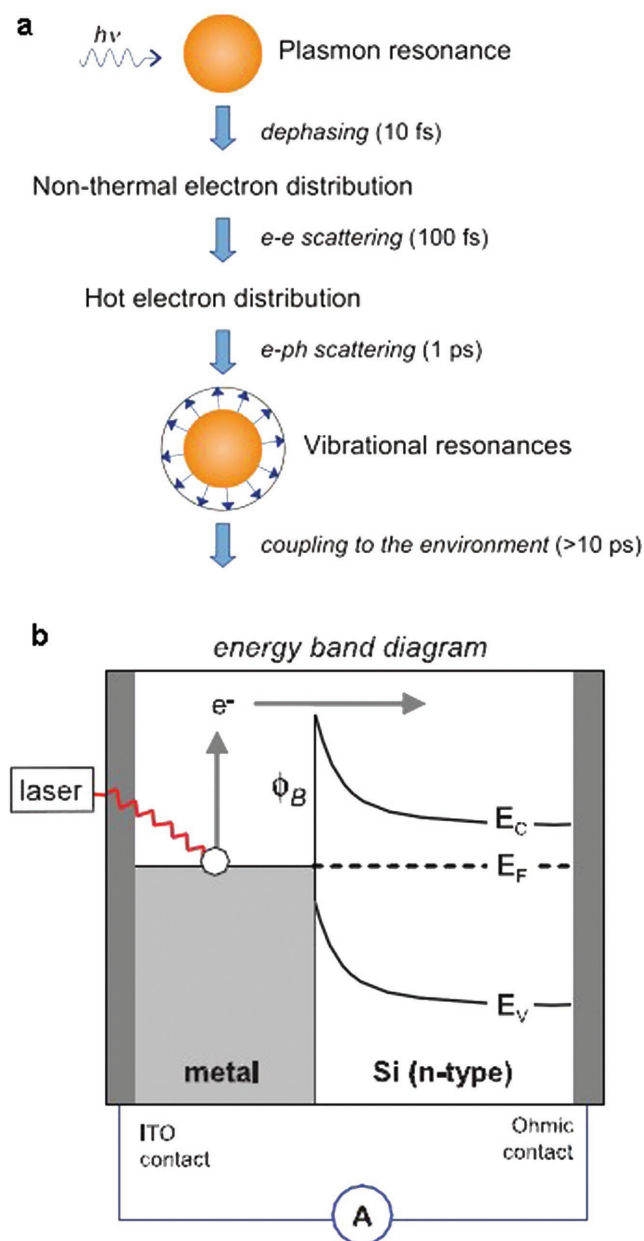 a
hν
Plasmon resonance
dephasing (10 fs)
Non-thermal electron distribution
e-e scattering (100 fs)
Hot electron distribution
e-ph scattering (1 ps)
Vibrational resonances
coupling to the environment (>10 ps)
b
energy band diagram
e-
laser
ϕB
EC
EF
EV
metal
Si (n-type)
ITO
contact
Ohmic
contact
A